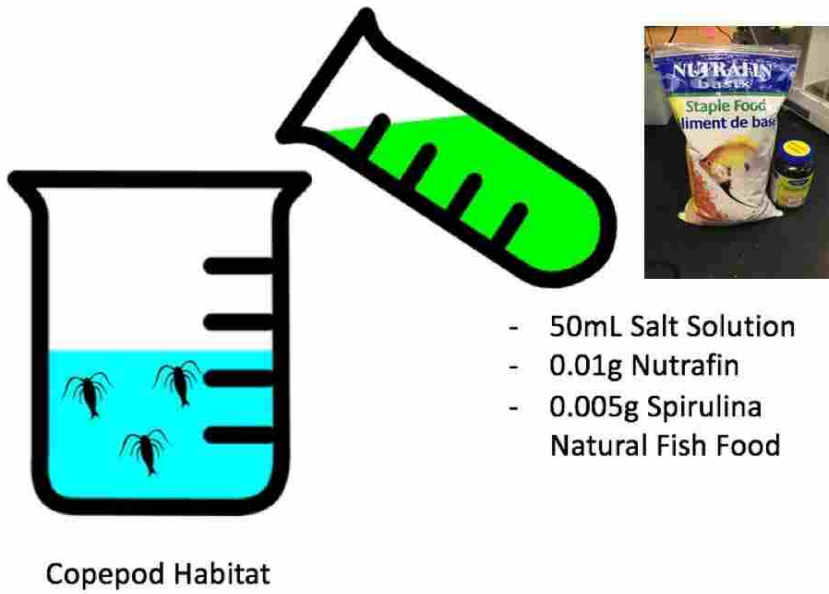 NUTRAFIN
basix
Staple Food
liment de base
- 50mL Salt Solution
- 0.01g Nutrafin
- 0.005g Spirulina
Natural Fish Food
Copepod Habitat